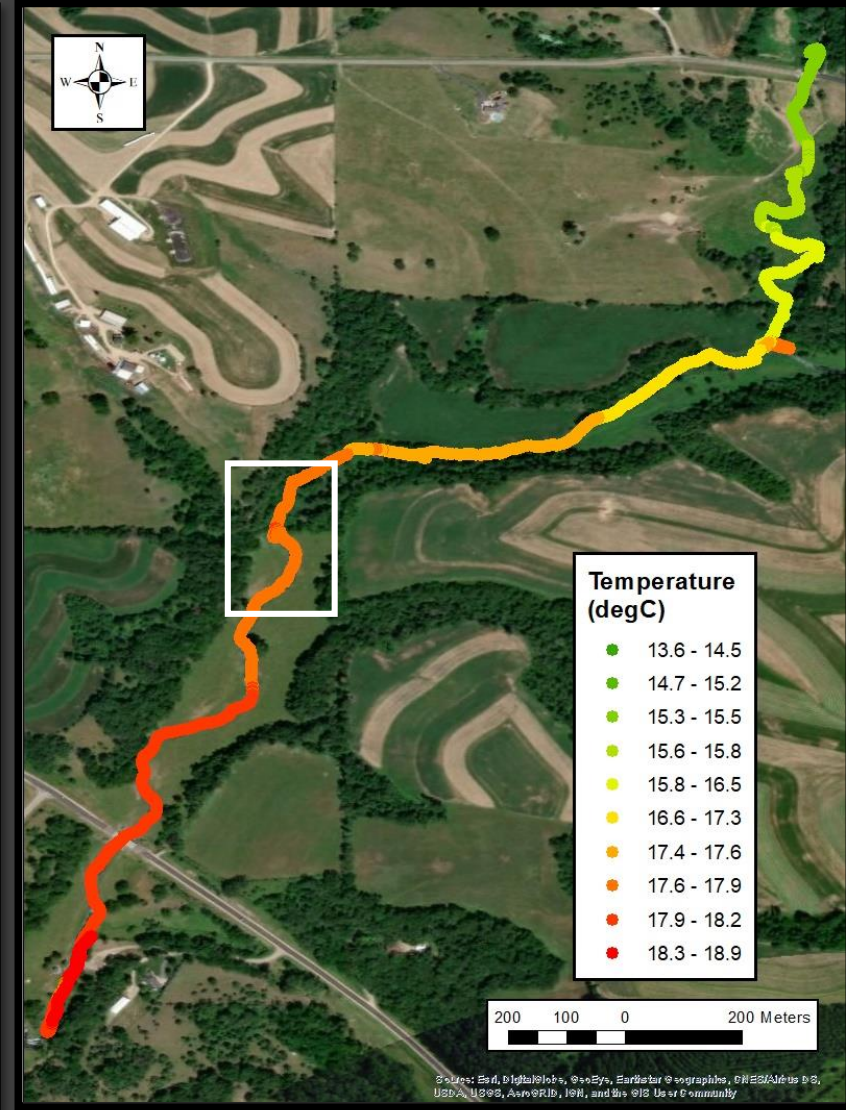 N
W E
S
Temperature
(degC)
13.6 - 14.5
14.7 - 15.2
15.3 - 15.5
15.6 - 15.8
15.8 - 16.5
16.6 - 17.3
17.4 - 17.6
17.6 - 17.9
17.9 - 18.2
18.3 - 18.9
200 100 0 200 Meters
Source: Esri, DigitalGlobe, GeoEye, Earthstar Geographics, CNES/Airbus DS,
USDA, USGS, AeroGRID, IGN, and the GIS User Community